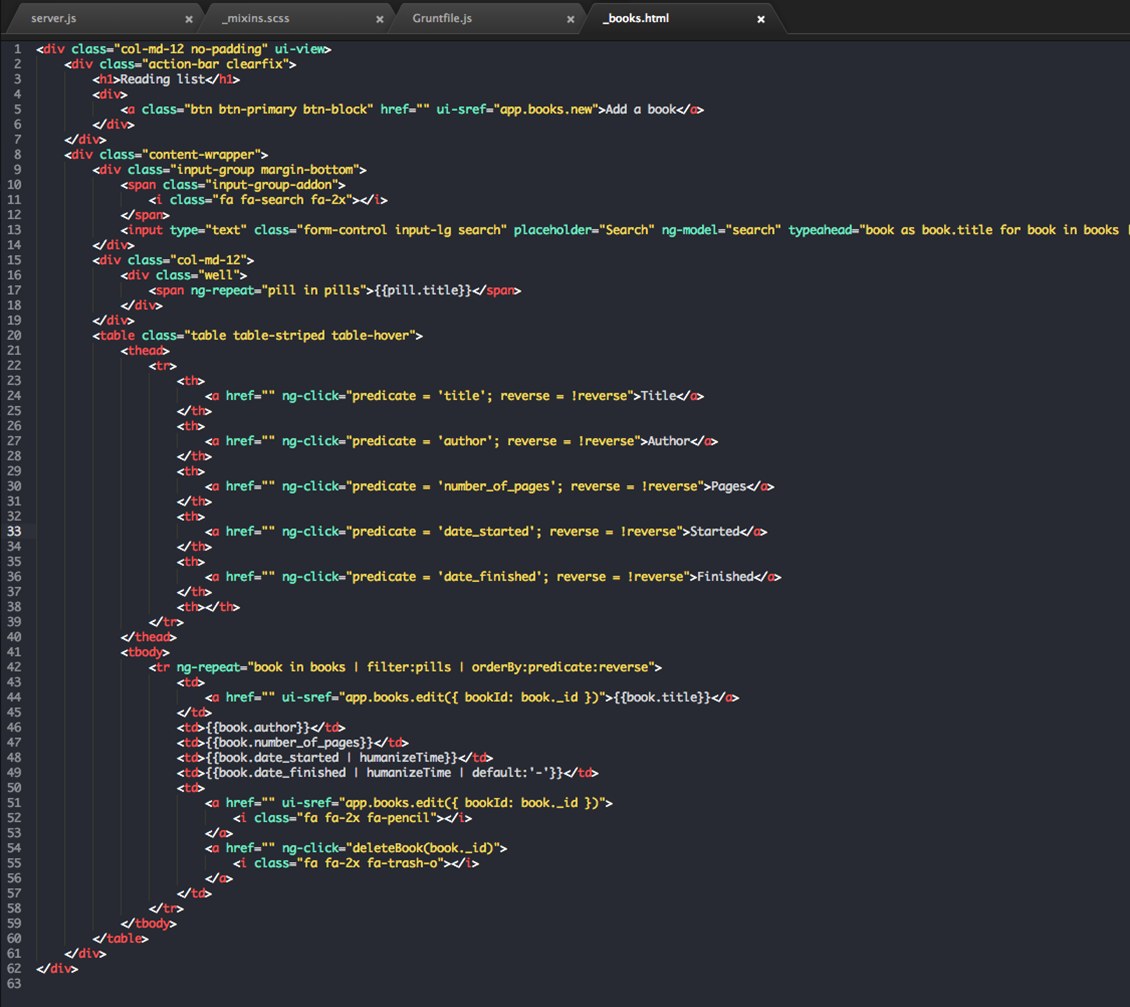 server.js × _mixins.scss × Gruntfile.js × _books.html ×
1 <div class="col-md-12 no-padding" ui-view>
2 <div class="action-bar clearfix">
3 <h1>Reading list</h1>
4 <div>
5 <a class="btn btn-primary btn-block" href="" ui-sref="app.books.new">Add a book</a>
6 </div>
7 </div>
8 <div class="content-wrapper">
9 <div class="input-group margin-bottom">
10 <span class="input-group-addon">
11 <i class="fa fa-search fa-2x"></i>
12 </span>
13 <input type="text" class="form-control input-lg search" placeholder="Search" ng-model="search" typeahead="book as book.title for book in books
14 </div>
15 <div class="col-md-12">
16 <div class="well">
17 <span ng-repeat="pill in pills">{{pill.title}}</span>
18 </div>
19 </div>
20 <table class="table table-striped table-hover">
21 <thead>
22 <tr>
23 <th>
24 <a href="" ng-click="predicate = 'title'; reverse = !reverse">Title</a>
25 </th>
26 <th>
27 <a href="" ng-click="predicate = 'author'; reverse = !reverse">Author</a>
28 </th>
29 <th>
30 <a href="" ng-click="predicate = 'number_of_pages'; reverse = !reverse">Pages</a>
31 </th>
32 <th>
33 <a href="" ng-click="predicate = 'date_started'; reverse = !reverse">Started</a>
34 </th>
35 <th>
36 <a href="" ng-click="predicate = 'date_finished'; reverse = !reverse">Finished</a>
37 </th>
38 <th></th>
39 </tr>
40 </thead>
41 <tbody>
42 <tr ng-repeat="book in books | filter:pills | orderBy:predicate:reverse">
43 <td>
44 <a href="" ui-sref="app.books.edit({ bookId: book._id })">{{book.title}}</a>
45 </td>
46 <td>{{book.author}}</td>
47 <td>{{book.number_of_pages}}</td>
48 <td>{{book.date_started | humanizeTime}}</td>
49 <td>{{book.date_finished | humanizeTime | default:'-'}}</td>
50 <td>
51 <a href="" ui-sref="app.books.edit({ bookId: book._id })">
52 <i class="fa fa-2x fa-pencil"></i>
53 </a>
54 <a href="" ng-click="deleteBook(book._id)">
55 <i class="fa fa-2x fa-trash-o"></i>
56 </a>
57 </td>
58 </tr>
59 </tbody>
60 </table>
61 </div>
62 </div>
63